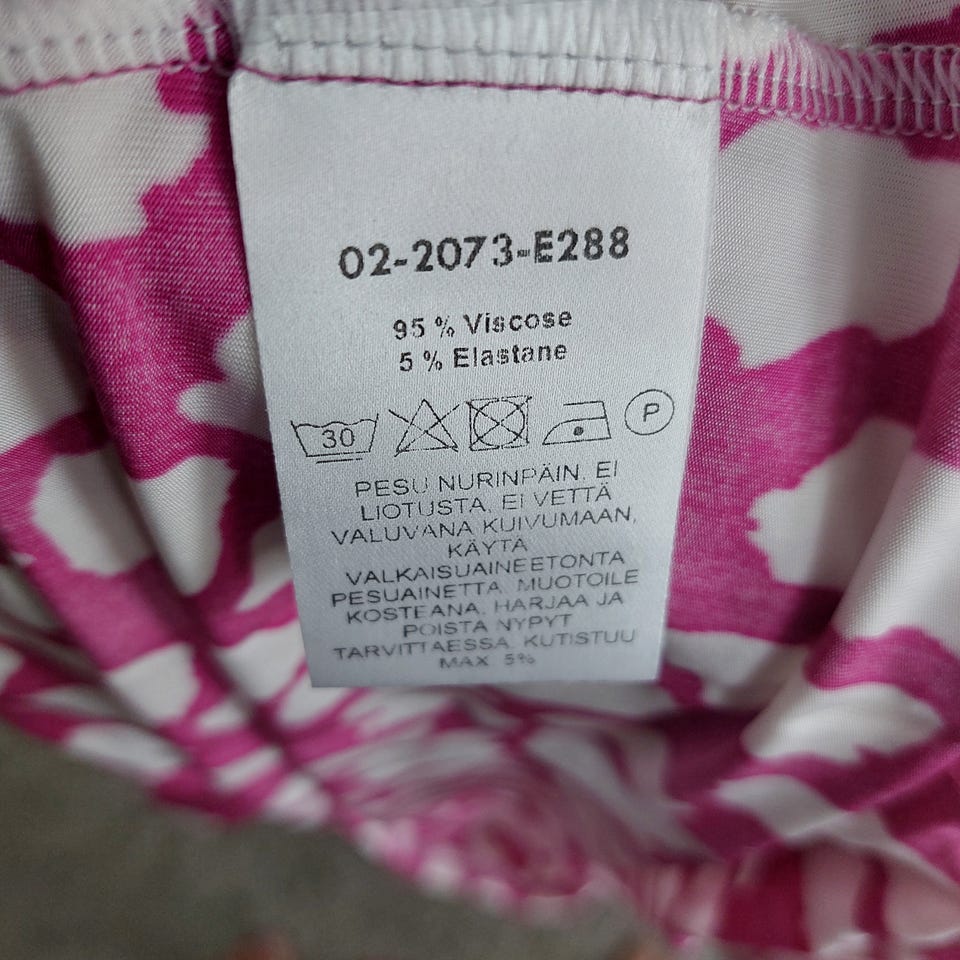 02-2073-E288
95 % Viscose
5 % Elastane
30 P
PESU NURINPÄIN, EI
LIOTUSTA, EI VETTÄ
VALUVANA KUIVUMAAN,
KÄYTÄ
VALKAISUAINEETONTA
PESUAINETTA. MUOTOILE
KOSTEANA. HARJAA JA
POISTA NYPYT
TARVITTAESSA. KUTISTUU
MAX. 5%